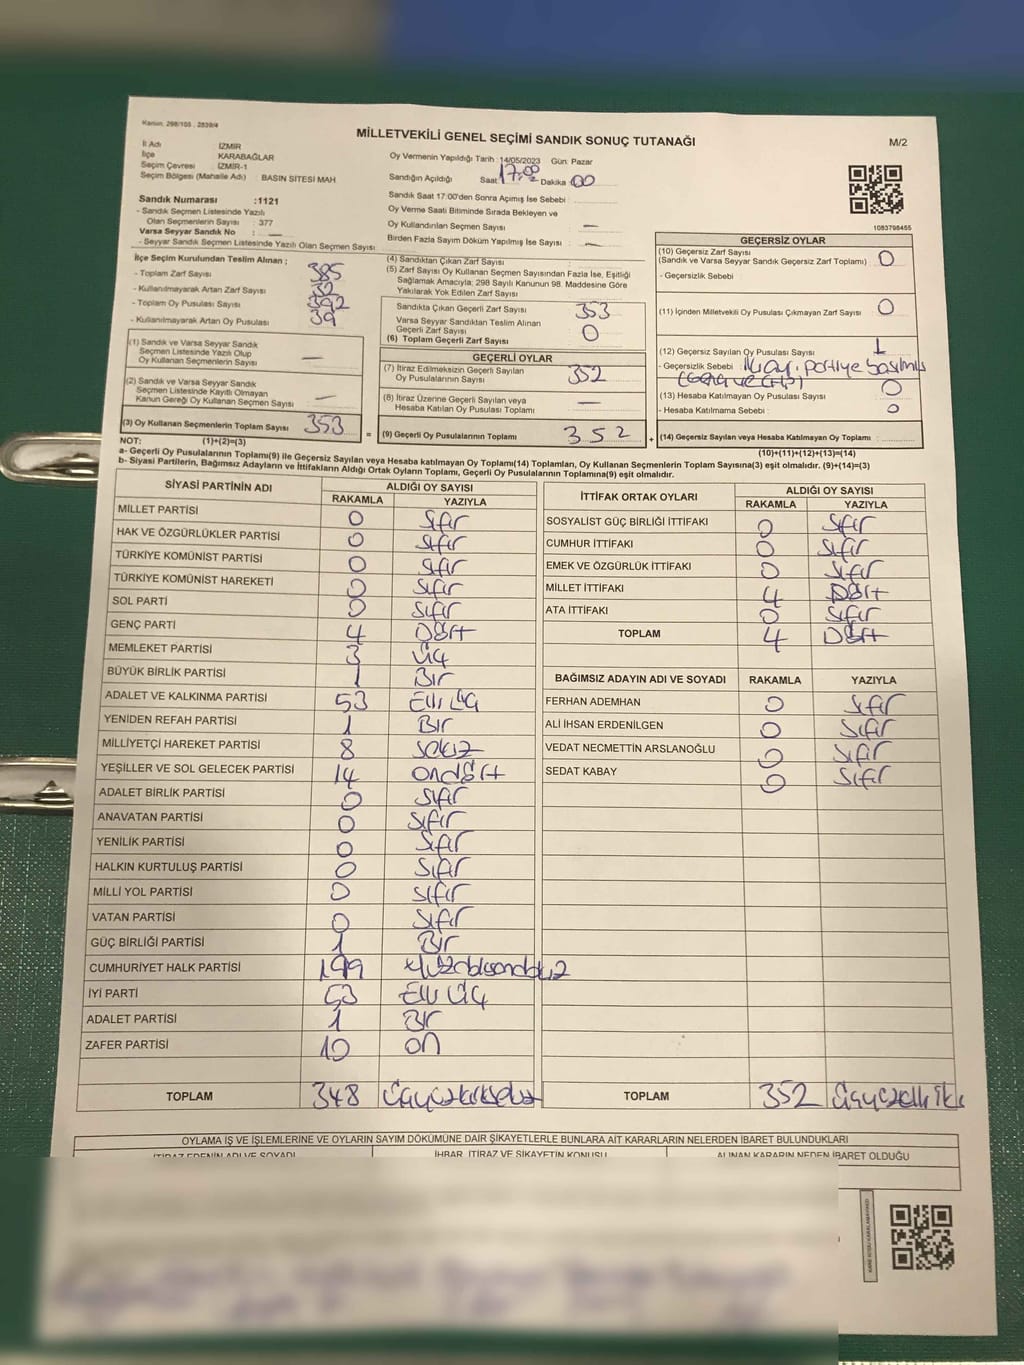 Kanun. 298/105 , 2839/4
MİLLETVEKİLİ GENEL SEÇİMİ SANDIK SONUÇ TUTANAĞI
M/2
İl Adı İZMİR
İlçe KARABAĞLAR
Seçim Çevresi İZMİR-1
Seçim Bölgesi (Mahalle Adı) : BASIN SİTESİ MAH
Oy Vermenin Yapıldığı Tarih : 14/05/2023 Gün: Pazar
Sandığın Açıldığı Saat 17:00 Dakika :00
Sandık Saat 17:00'den Sonra Açımış İse Sebebi :
Oy Verme Saati Bitiminde Sırada Bekleyen ve
Oy Kullandırılan Seçmen Sayısı : —
Birden Fazla Sayım Döküm Yapılmış İse Sayısı : —
Sandık Numarası :1121
- Sandık Seçmen Listesinde Yazılı
Olan Seçmenlerin Sayısı : 377
Varsa Seyyar Sandık No : —
- Seyyar Sandık Seçmen Listesinde Yazılı Olan Seçmen Sayısı :
1083798455
İlçe Seçim Kurulundan Teslim Alınan ;
- Toplam Zarf Sayısı : 385
- Kullanılmayarak Artan Zarf Sayısı : 32
- Toplam Oy Pusulası Sayısı : 392
- Kullanılmayarak Artan Oy Pusulası : 39
(1) Sandık ve Varsa Seyyar Sandık
Seçmen Listesinde Yazılı Olup
Oy Kullanan Seçmenlerin Sayısı : —
(2) Sandık ve Varsa Seyyar Sandık
Seçmen Listesinde Kayıtlı Olmayan
Kanun Gereği Oy Kullanan Seçmen Sayısı : —
(3) Oy Kullanan Seçmenlerin Toplam Sayısı : 353
(4) Sandıktan Çıkan Zarf Sayısı :
(5) Zarf Sayısı Oy Kullanan Seçmen Sayısından Fazla İse, Eşitliği
Sağlamak Amacıyla; 298 Sayılı Kanunun 98. Maddesine Göre
Yakılarak Yok Edilen Zarf Sayısı :
Sandıkta Çıkan Geçerli Zarf Sayısı : 353
Varsa Seyyar Sandıktan Teslim Alınan
Geçerli Zarf Sayısı : 0
(6) Toplam Geçerli Zarf Sayısı :
GEÇERLİ OYLAR
(7) İtiraz Edilmeksizin Geçerli Sayılan
Oy Pusulalarının Sayısı : 352
(8) İtiraz Üzerine Geçerli Sayılan veya
Hesaba Katılan Oy Pusulası Toplamı : —
= (9) Geçerli Oy Pusulalarının Toplamı : 352
GEÇERSİZ OYLAR
(10) Geçersiz Zarf Sayısı
(Sandık ve Varsa Seyyar Sandık Geçersiz Zarf Toplamı) : 0
- Geçersizlik Sebebi :
(11) İçinden Milletvekili Oy Pusulası Çıkmayan Zarf Sayısı : 0
(12) Geçersiz Sayılan Oy Pusulası Sayısı : 1
- Geçersizlik Sebebi : İki ayrı partiye basılmış
(Genç ve CHP)
(13) Hesaba Katılmayan Oy Pusulası Sayısı : 0
- Hesaba Katılmama Sebebi : 0
+ (14) Geçersiz Sayılan veya Hesaba Katılmayan Oy Toplamı :
NOT: (1)+(2)=(3)
(10)+(11)+(12)+(13)=(14)
a- Geçerli Oy Pusulalarının Toplamı(9) ile Geçersiz Sayılan veya Hesaba katılmayan Oy Toplamı(14) Toplamları, Oy Kullanan Seçmenlerin Toplam Sayısına(3) eşit olmalıdır. (9)+(14)=(3)
b- Siyasi Partilerin, Bağımsız Adayların ve İttifakların Aldığı Ortak Oyların Toplamı, Geçerli Oy Pusulalarının Toplamına(9) eşit olmalıdır.
SİYASİ PARTİNİN ADI ALDIĞI OY SAYISI
RAKAMLA YAZIYLA
MİLLET PARTİSİ 0 Sıfır
HAK VE ÖZGÜRLÜKLER PARTİSİ 0 Sıfır
TÜRKİYE KOMÜNİST PARTİSİ 0 Sıfır
TÜRKİYE KOMÜNİST HAREKETİ 0 Sıfır
SOL PARTİ 0 Sıfır
GENÇ PARTİ 4 Dört
MEMLEKET PARTİSİ 3 Üç
BÜYÜK BİRLİK PARTİSİ 1 Bir
ADALET VE KALKINMA PARTİSİ 53 Elli Üç
YENİDEN REFAH PARTİSİ 1 Bir
MİLLİYETÇİ HAREKET PARTİSİ 8 Sekiz
YEŞİLLER VE SOL GELECEK PARTİSİ 14 ondört
ADALET BİRLİK PARTİSİ 0 Sıfır
ANAVATAN PARTİSİ 0 Sıfır
YENİLİK PARTİSİ 0 Sıfır
HALKIN KURTULUŞ PARTİSİ 0 Sıfır
MİLLİ YOL PARTİSİ 0 Sıfır
VATAN PARTİSİ 0 Sıfır
GÜÇ BİRLİĞİ PARTİSİ 1 Bir
CUMHURİYET HALK PARTİSİ 199 Yüzdoksandokuz
İYİ PARTİ 53 Elli Üç
ADALET PARTİSİ 1 Bir
ZAFER PARTİSİ 10 on
TOPLAM 348 Üçyüzkırksekiz
İTTİFAK ORTAK OYLARI ALDIĞI OY SAYISI
RAKAMLA YAZIYLA
SOSYALİST GÜÇ BİRLİĞİ İTTİFAKI 0 Sıfır
CUMHUR İTTİFAKI 0 Sıfır
EMEK VE ÖZGÜRLÜK İTTİFAKI 0 Sıfır
MİLLET İTTİFAKI 4 Dört
ATA İTTİFAKI 0 Sıfır
TOPLAM 4 Dört
BAĞIMSIZ ADAYIN ADI VE SOYADI RAKAMLA YAZIYLA
FERHAN ADEMHAN 0 Sıfır
ALİ İHSAN ERDENİLGEN 0 Sıfır
VEDAT NECMETTİN ARSLANOĞLU 0 Sıfır
SEDAT KABAY 0 Sıfır
TOPLAM 352 Üçyüzelli iki
OYLAMA İŞ VE İŞLEMLERİNE VE OYLARIN SAYIM DÖKÜMÜNE DAİR ŞİKAYETLERLE BUNLARA AİT KARARLARIN NELERDEN İBARET BULUNDUKLARI
İTİRAZ EDENİN ADI VE SOYADI İHBAR, İTİRAZ VE ŞİKAYETİN KONUSU ALINAN KARARIN NEDEN İBARET OLDUĞU